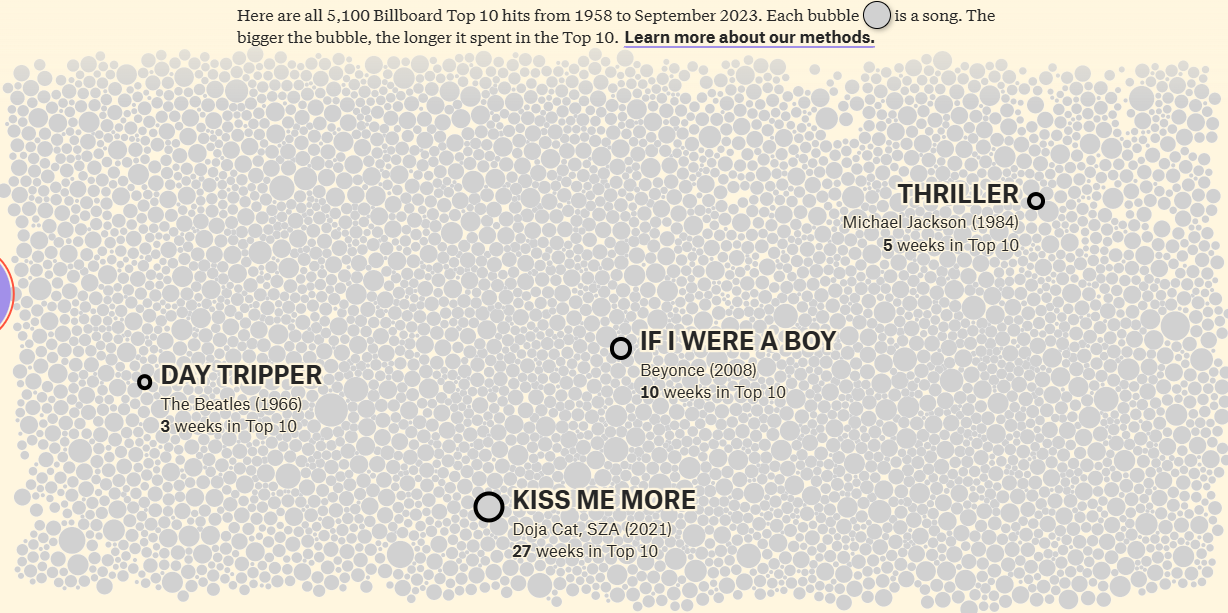 Here are all 5,100 Billboard Top 10 hits from 1958 to September 2023. Each bubble is a song. The
bigger the bubble, the longer it spent in the Top 10. Learn more about our methods.
THRILLER
Michael Jackson (1984)
5 weeks in Top 10
IF I WERE A BOY
Beyonce (2008)
10 weeks in Top 10
DAY TRIPPER
The Beatles (1966)
3 weeks in Top 10
KISS ME MORE
Doja Cat, SZA (2021)
27 weeks in Top 10